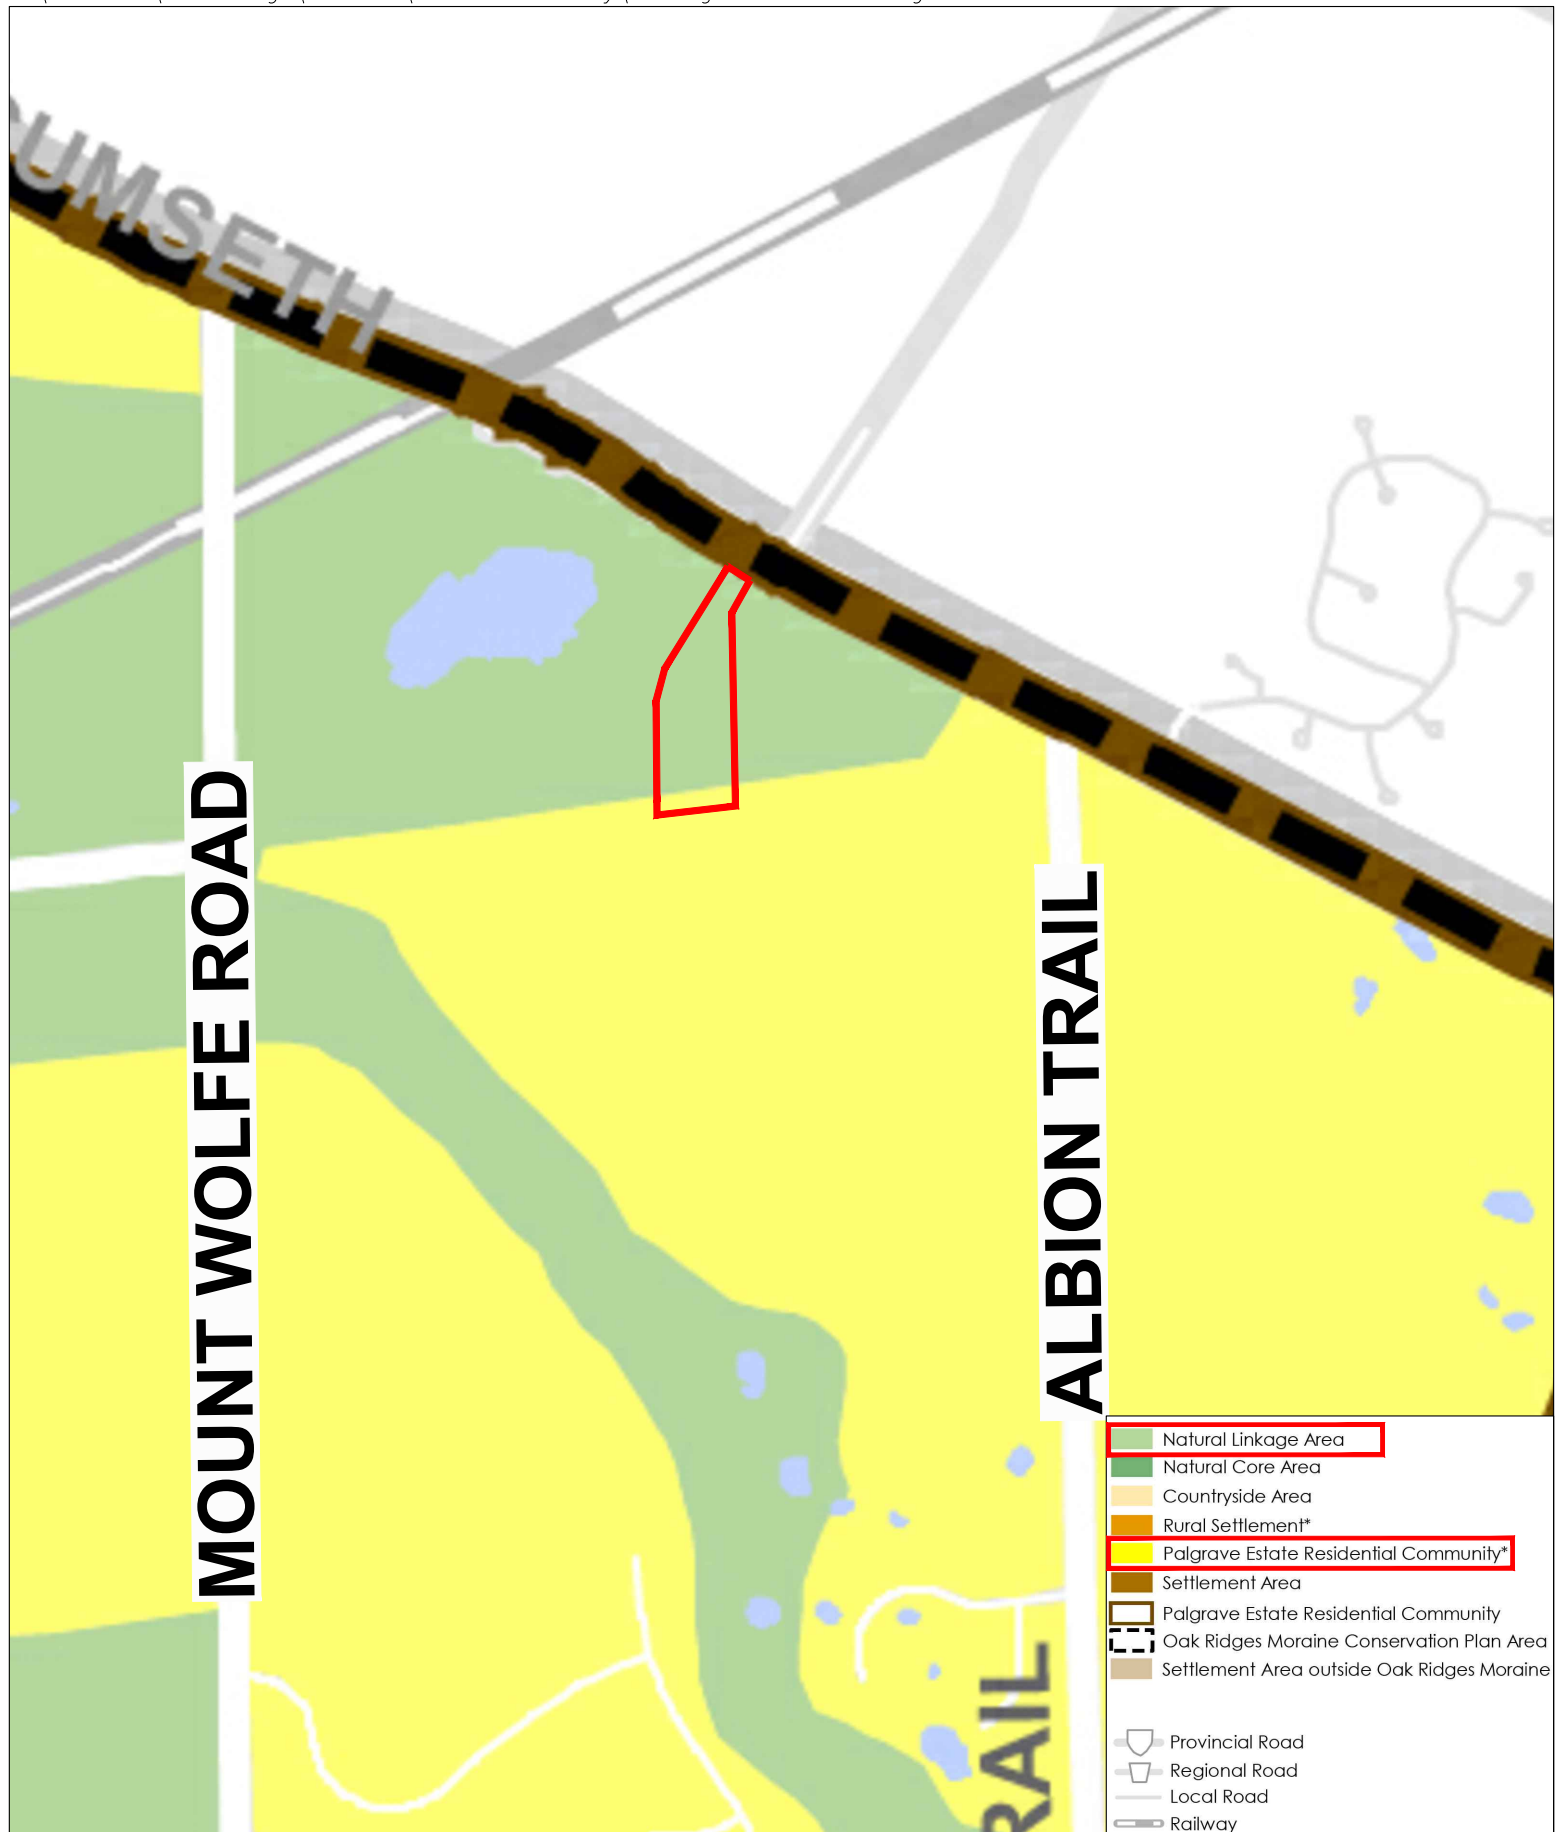 UMSETH
MOUNT WOLFE ROAD
ALBION TRAIL
RAIL
Natural Linkage Area
Natural Core Area
Countryside Area
Rural Settlement*
Palgrave Estate Residential Community*
Settlement Area
Palgrave Estate Residential Community
Oak Ridges Moraine Conservation Plan Area
Settlement Area outside Oak Ridges Moraine
Provincial Road
Regional Road
Local Road
Railway